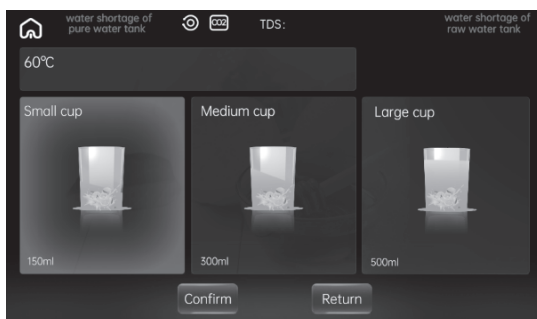 water shortage of
pure water tank
CO2
TDS:
water shortage of
raw water tank
60℃
Small cup
Medium cup
Large cup
150ml
300ml
500ml
Confirm
Return